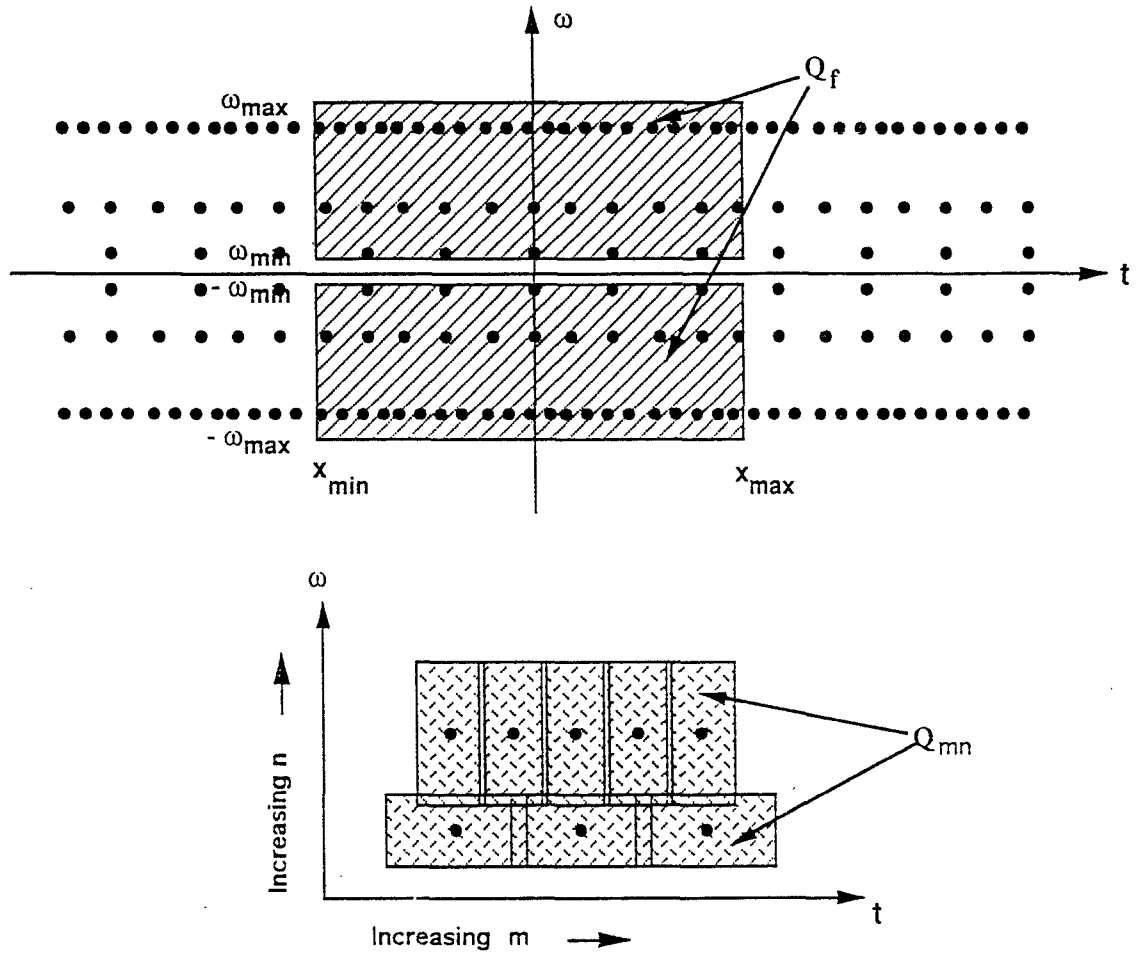 ω
Q_f
ω_max
ω_min
t
- ω_min
- ω_max
x_min
x_max
ω
Increasing n
Q_mn
t
Increasing m